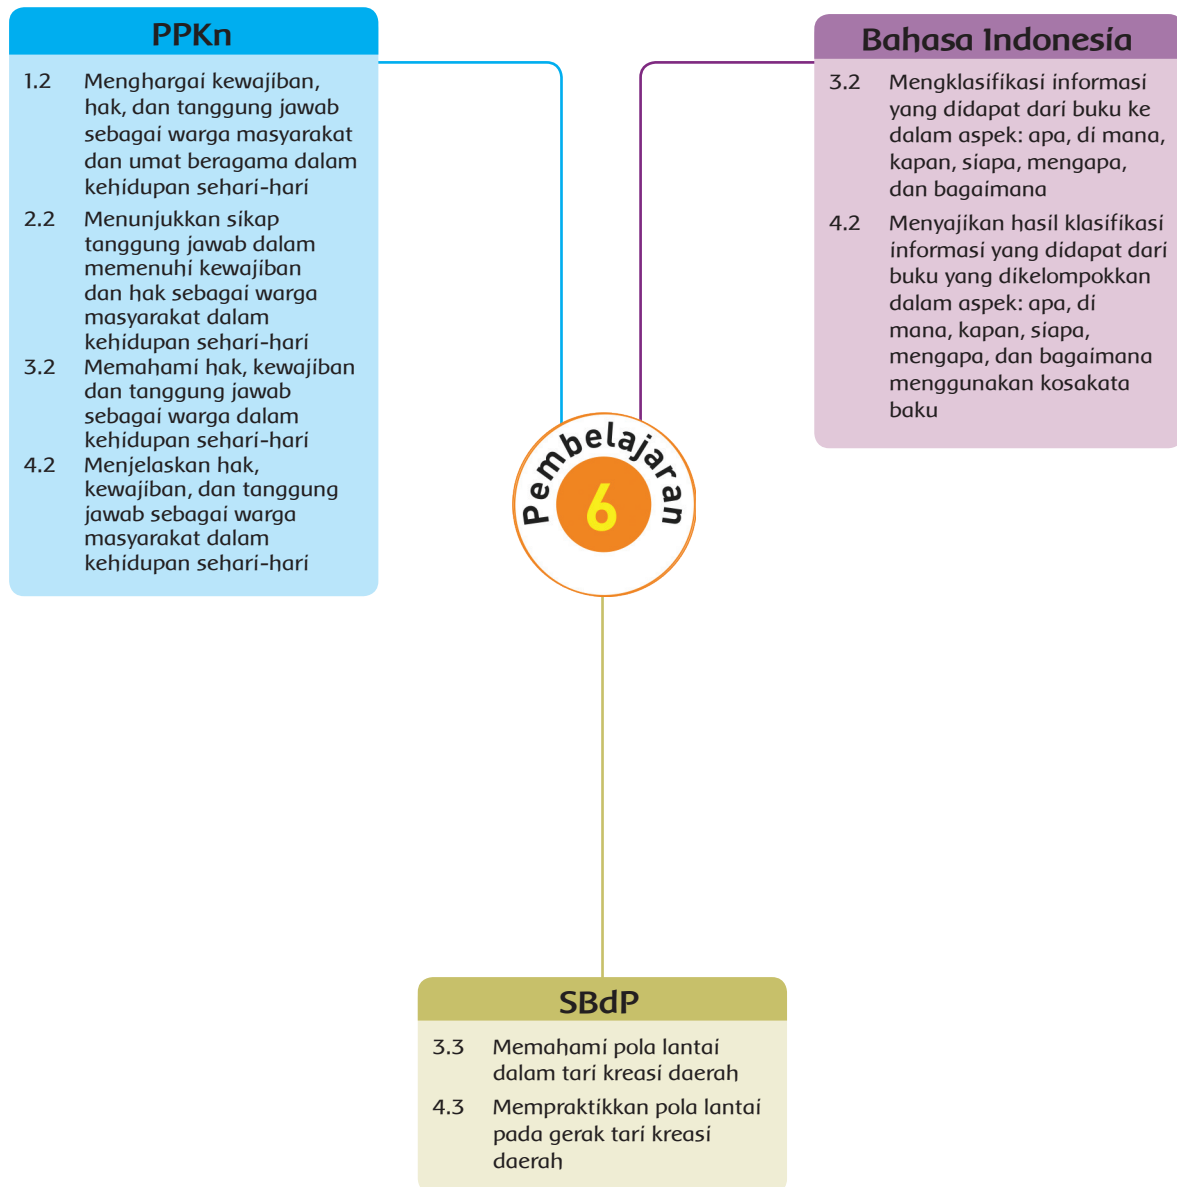 PPKn
1.2 Menghargai kewajiban,
hak, dan tanggung jawab
sebagai warga masyarakat
dan umat beragama dalam
kehidupan sehari-hari
2.2 Menunjukkan sikap
tanggung jawab dalam
memenuhi kewajiban
dan hak sebagai warga
masyarakat dalam
kehidupan sehari-hari
3.2 Memahami hak, kewajiban
dan tanggung jawab
sebagai warga dalam
kehidupan sehari-hari
4.2 Menjelaskan hak,
kewajiban, dan tanggung
jawab sebagai warga
masyarakat dalam
kehidupan sehari-hari
Bahasa Indonesia
3.2 Mengklasifikasi informasi
yang didapat dari buku ke
dalam aspek: apa, di mana,
kapan, siapa, mengapa,
dan bagaimana
4.2 Menyajikan hasil klasifikasi
informasi yang didapat dari
buku yang dikelompokkan
dalam aspek: apa, di
mana, kapan, siapa,
mengapa, dan bagaimana
menggunakan kosakata
baku
Pembelajaran
6
SBdP
3.3 Memahami pola lantai
dalam tari kreasi daerah
4.3 Mempraktikkan pola lantai
pada gerak tari kreasi
daerah